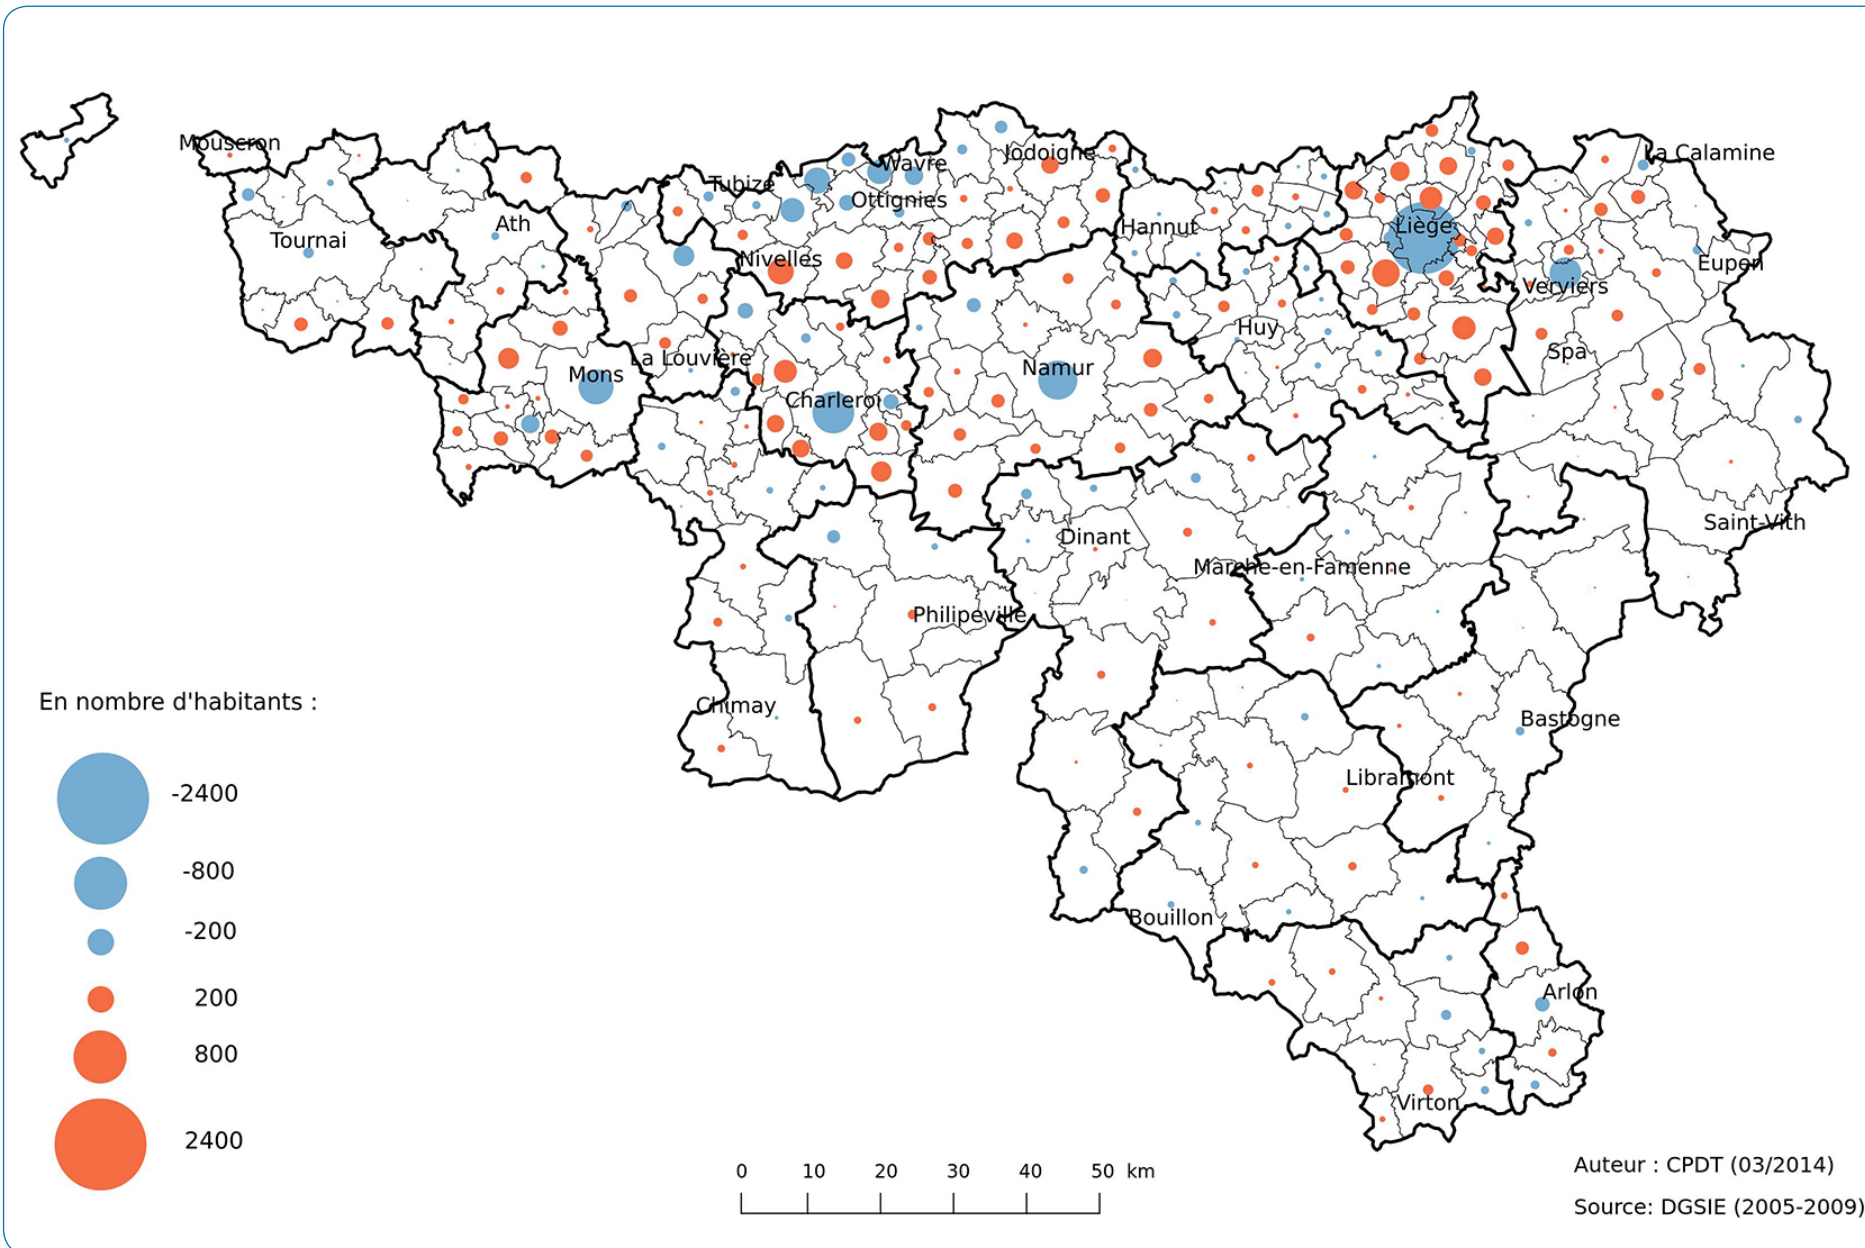 Mouscron
La Calamine
Jodoigne
Wavre
Tubize
Ottignies
Ath
Hannut
Liège
Tournai
Nivelles
Eupen
Verviers
Huy
La Louvière
Spa
Mons
Namur
Charleroi
Saint-Vith
Dinant
Marche-en-Famenne
Philipeville
En nombre d'habitants :
Chimay
Bastogne
Libramont
-2400
-800
Bouillon
-200
200
Arlon
800
Virton
2400
0 10 20 30 40 50 km
Auteur : CPDT (03/2014)
Source: DGSIE (2005-2009)